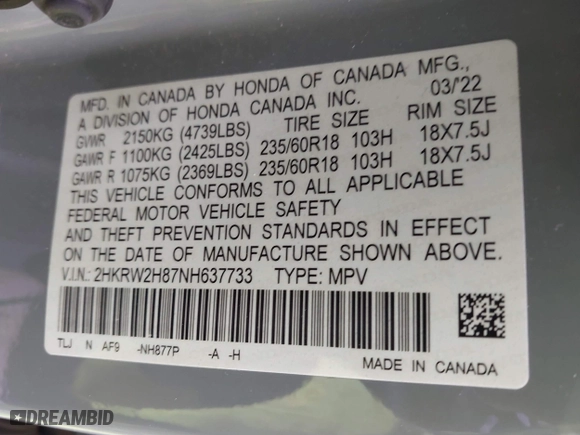 MFD. IN CANADA BY HONDA OF CANADA MFG.,
A DIVISION OF HONDA CANADA INC. 03/'22
GVWR 2150KG (4739LBS) TIRE SIZE RIM SIZE
GAWR F 1100KG (2425LBS) 235/60R18 103H 18X7.5J
GAWR R 1075KG (2369LBS) 235/60R18 103H 18X7.5J
THIS VEHICLE CONFORMS TO ALL APPLICABLE
FEDERAL MOTOR VEHICLE SAFETY
AND THEFT PREVENTION STANDARDS IN EFFECT
ON THE DATE OF MANUFACTURE SHOWN ABOVE.
V.I.N.: 2HKRW2H87NH637733 TYPE: MPV
TLJ N AF9 -NH877P -A -H
MADE IN CANADA
DREAMBID